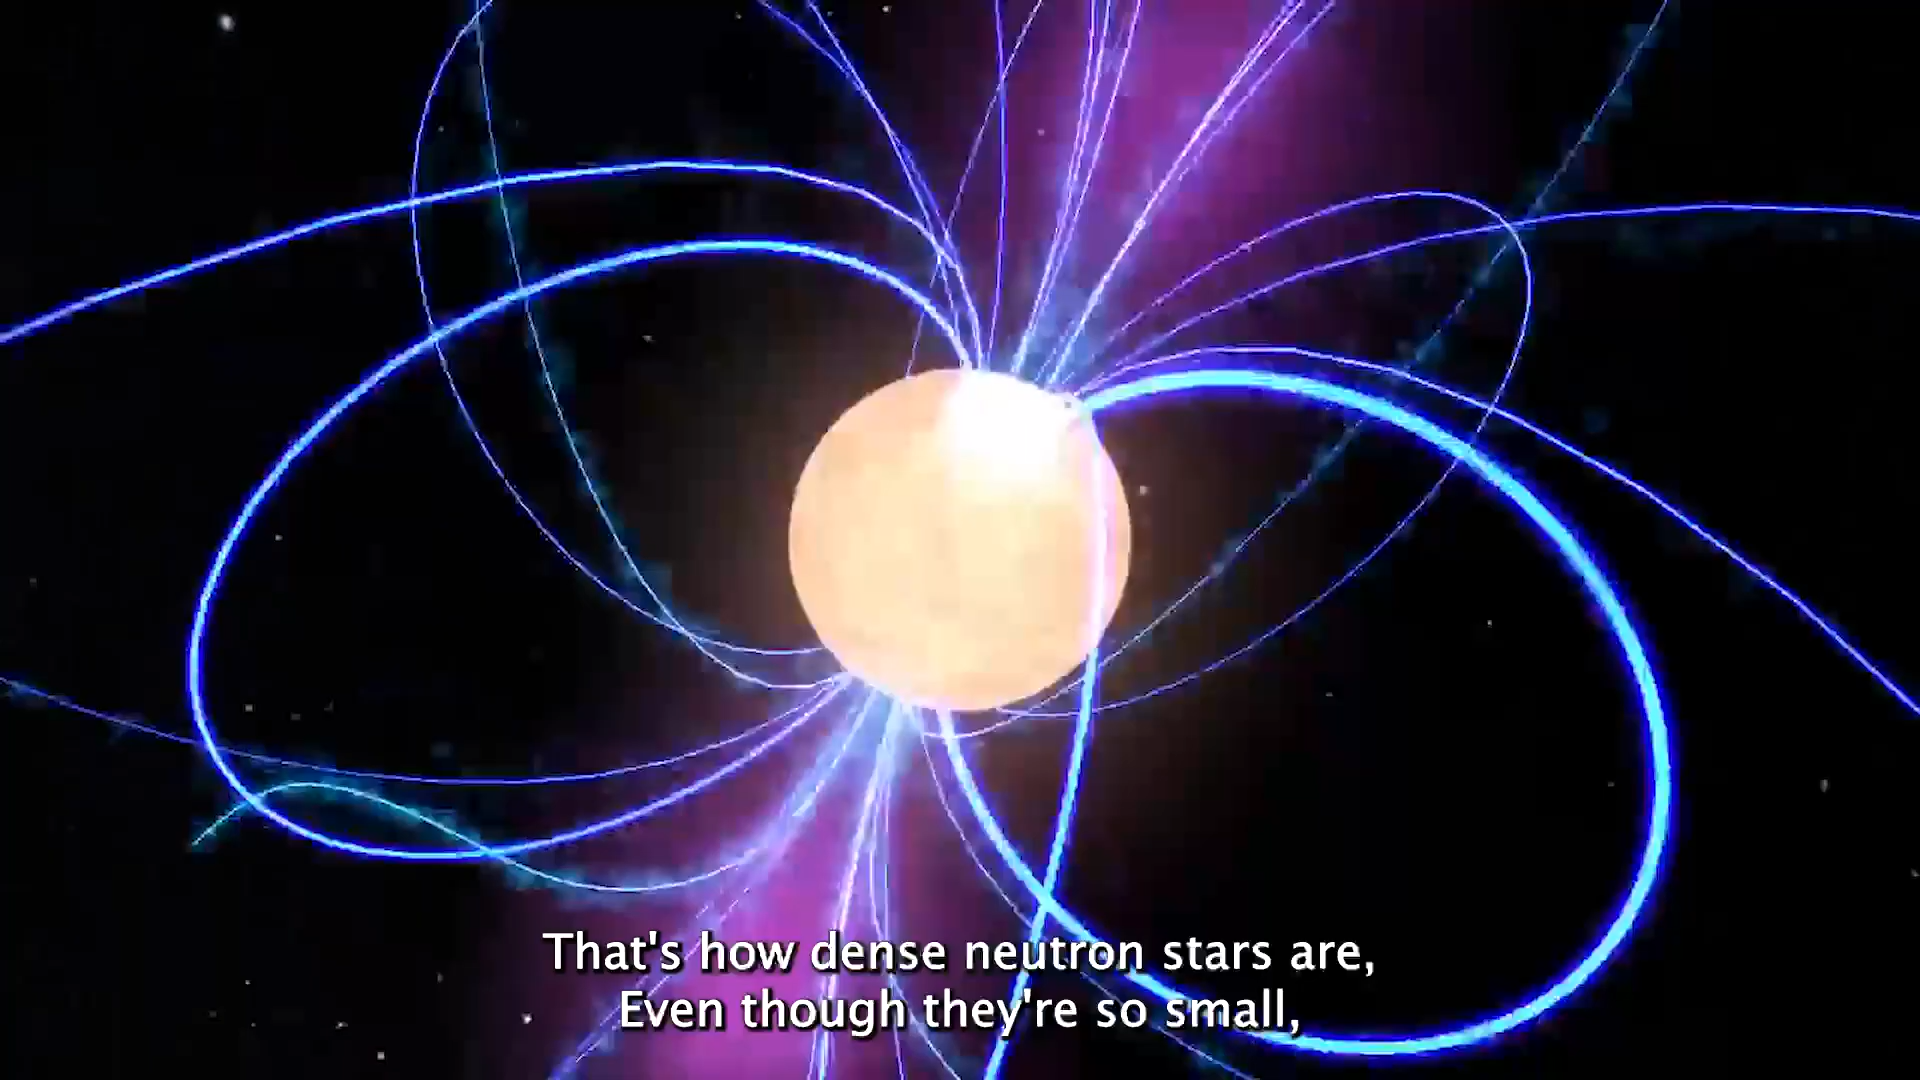 That's how dense neutron stars are,
Even though they're so small,